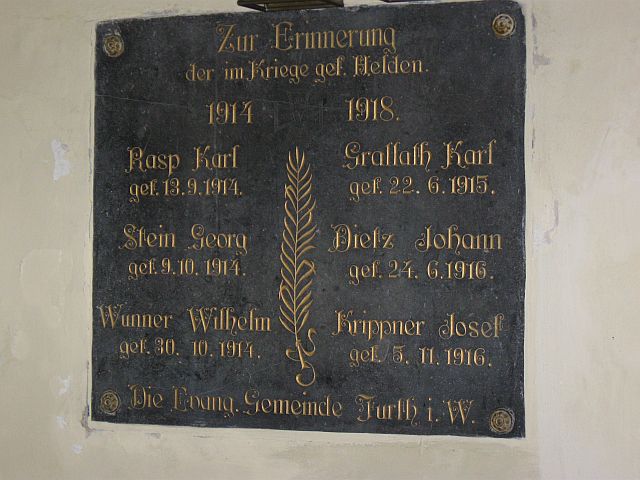 Zur Erinnerung
der im Kriege gef. Helden.
1914 1918.
Rasp Karl
gef. 13.9.1914.
Stein Georg
gef. 9.10. 1914.
Wunner Wilhelm
gef. 30. 10. 1914.
Grallath Karl
gef. 22. 6. 1915.
Dietz Johann
gef. 24. 6. 1916.
Krippner Josef
gef. 5. 11. 1916.
Die Evang. Gemeinde Furth i. W.